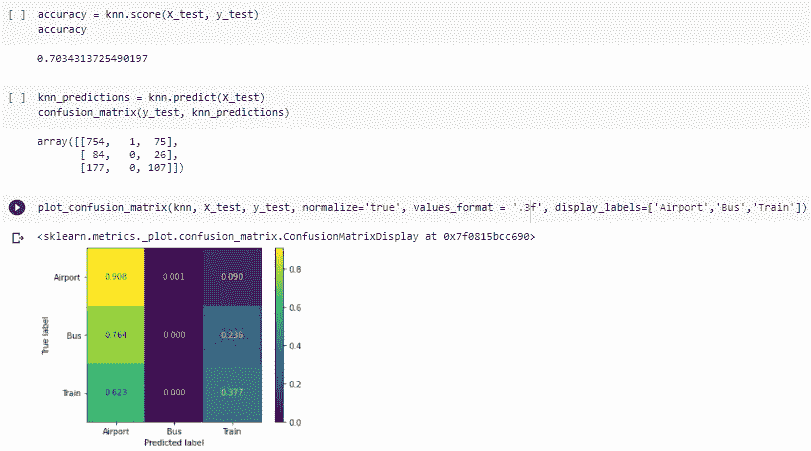 [ ] accuracy = knn.score(X_test, y_test)
accuracy
0.7034313725490197
[ ] knn_predictions = knn.predict(X_test)
confusion_matrix(y_test, knn_predictions)
array([[754, 1, 75],
[ 84, 0, 26],
[177, 0, 107]])
plot_confusion_matrix(knn, X_test, y_test, normalize='true', values_format = '.3f', display_labels=['Airport','Bus','Train'])
<sklearn.metrics._plot.confusion_matrix.ConfusionMatrixDisplay at 0x7f0815bcc690>
True label
Airport 0.908 0.001 0.090
Bus 0.764 0.000 0.236
Train 0.623 0.000 0.377
Airport Bus Train
Predicted label
0.8
0.6
0.4
0.2
0.0